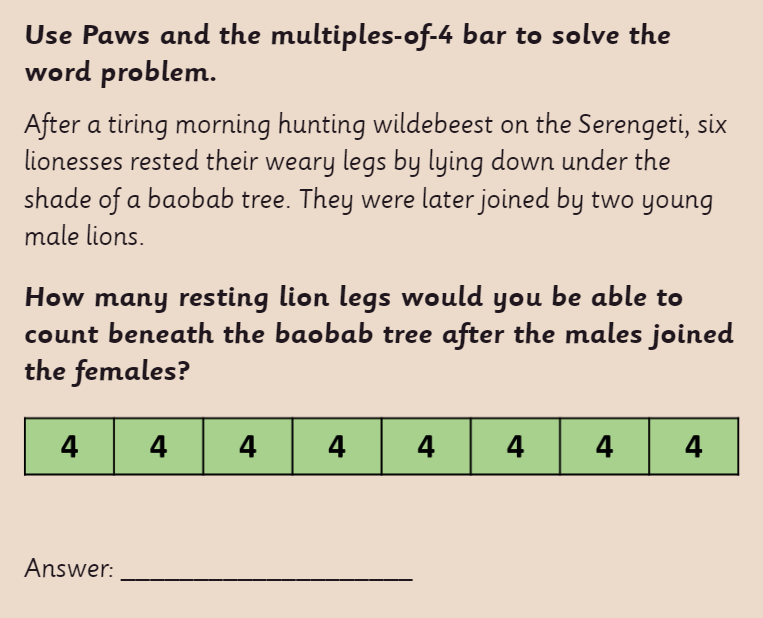 Use Paws and the multiples-of-4 bar to solve the
word problem.
After a tiring morning hunting wildebeest on the Serengeti, six
lionesses rested their weary legs by lying down under the
shade of a baobab tree. They were later joined by two young
male lions.
How many resting lion legs would you be able to
count beneath the baobab tree after the males joined
the females?
4 4 4 4 4 4 4 4
Answer: ____________________